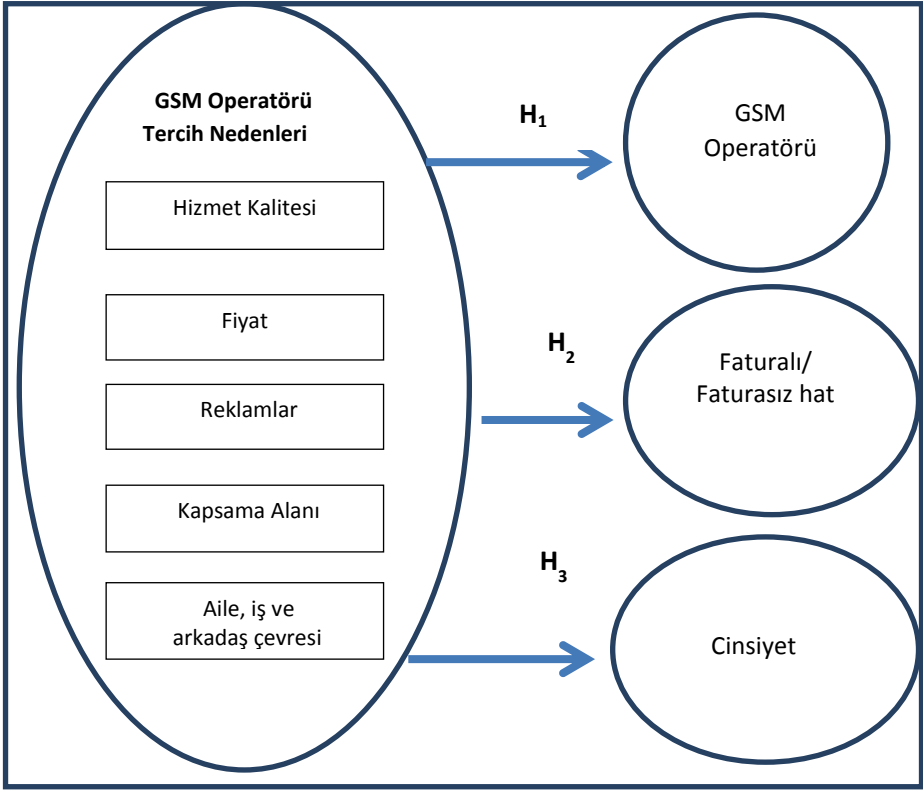 GSM Operatörü
Tercih Nedenleri
Hizmet Kalitesi
Fiyat
Reklamlar
Kapsama Alanı
Aile, iş ve
arkadaş çevresi
H₁
GSM
Operatörü
H₂
Faturalı/
Faturasız hat
H₃
Cinsiyet